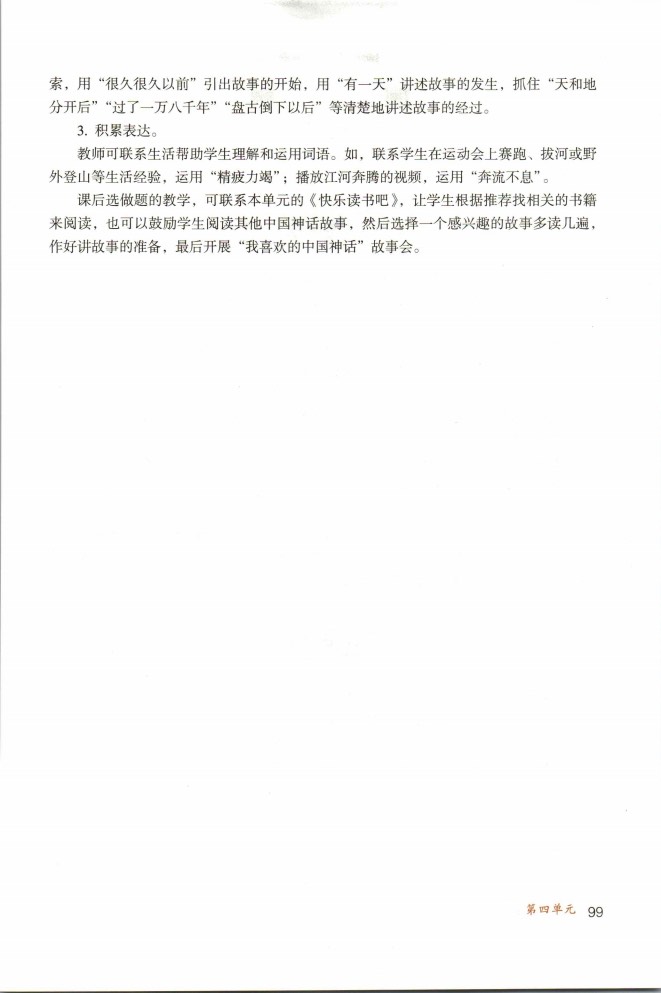 索，用“很久很久以前”引出故事的开始，用“有一天”讲述故事的发生，抓住“天和地
分开后”“过了一万八千年”“盘古倒下以后”等清楚地讲述故事的经过。
3. 积累表达。
教师可联系生活帮助学生理解和运用词语。如，联系学生在运动会上赛跑、拔河或野
外登山等生活经验，运用“精疲力竭”；播放江河奔腾的视频，运用“奔流不息”。
课后选做题的教学，可联系本单元的《快乐读书吧》，让学生根据推荐找相关的书籍
来阅读，也可以鼓励学生阅读其他中国神话故事，然后选择一个感兴趣的故事多读几遍，
作好讲故事的准备，最后开展“我喜欢的中国神话”故事会。
第四单元 99